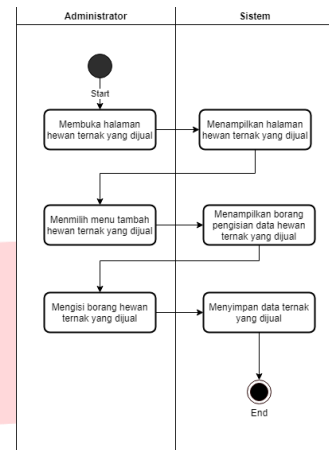 Administrator
Sistem
Start
Membuka halaman
hewan ternak yang dijual
Menampilkan halaman
hewan ternak yang dijual
Menmilih menu tambah
hewan ternak yang dijual
Menampilkan borang
pengisian data hewan
ternak yang dijual
Mengisi borang hewan
ternak yang dijual
Menyimpan data ternak
yang dijual
End